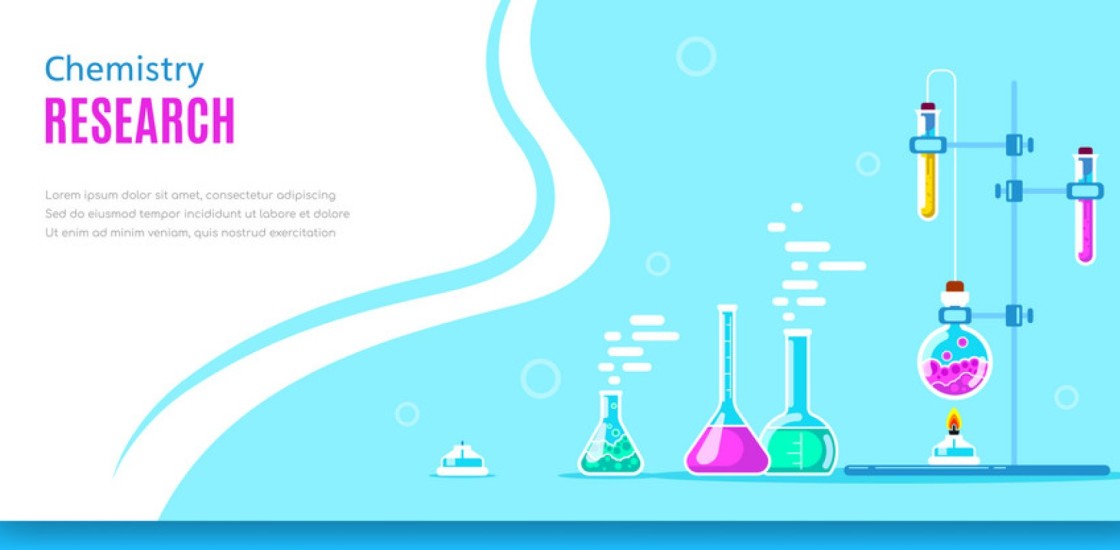 Chemistry
RESEARCH
Lorem ipsum dolor sit amet, consectetur adipiscing
Sed do eiusmod tempor incididunt ut labore et dolore
Ut enim ad minim veniam, quis nostrud exercitation